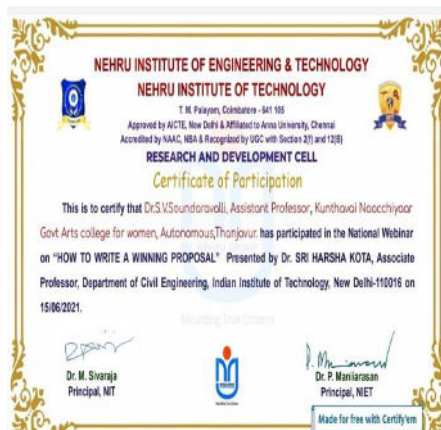 NEHRU INSTITUTE OF ENGINEERING & TECHNOLOGY
NEHRU INSTITUTE OF TECHNOLOGY
T. M. Palayam, Coimbatore - 641 105
Approved by AICTE, New Delhi & Affiliated to Anna University, Chennai
Accredited by NAAC, NBA & Recognized by UGC with Section 2(f) and 12(B)
RESEARCH AND DEVELOPMENT CELL
Certificate of Participation
This is to certify that Dr.S.V.Soundaravalli, Assistant Professor, Kunthavai Naacchiyaar
Govt Arts college for women, Autonomous,Thanjavur. has participated in the National Webinar
on "HOW TO WRITE A WINNING PROPOSAL" Presented by Dr. SRI HARSHA KOTA, Associate
Professor, Department of Civil Engineering, Indian Institute of Technology, New Delhi-110016 on
15/06/2021.
Moulding True Citizens
Dr. M. Sivaraja
Principal, NIT
Dr. P. Maniiarasan
Principal, NIET
Made for free with Certify'em